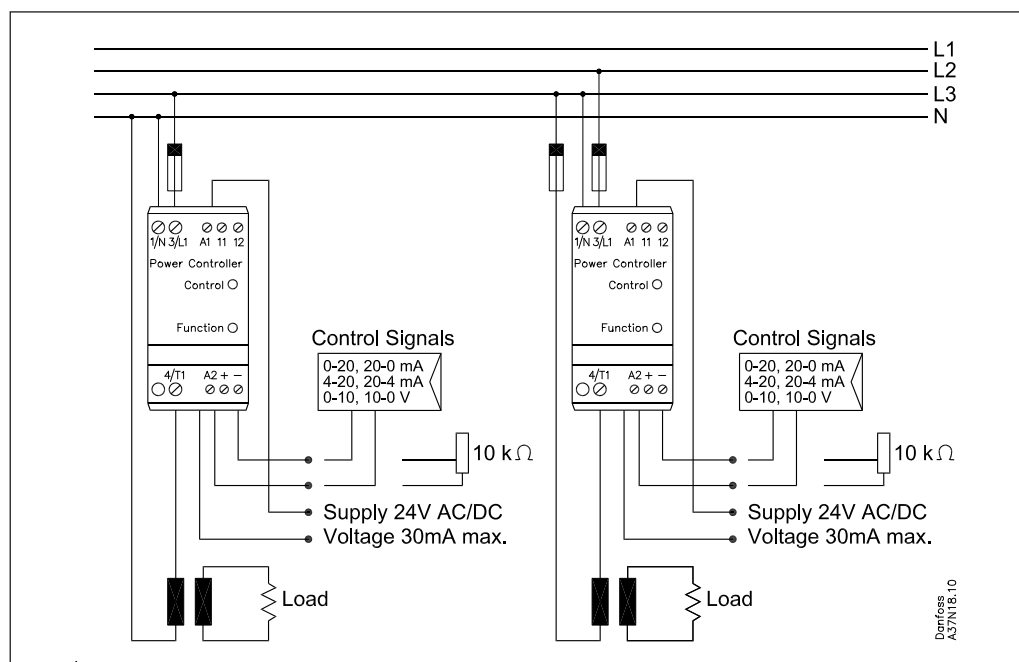 L1
L2
L3
N
1/N 3/L1 A1 11 12
Power Controller
Control
Function
4/T1 A2 + −
Control Signals
0-20, 20-0 mA
4-20, 20-4 mA
0-10, 10-0 V
10 kΩ
Supply 24V AC/DC
Voltage 30mA max.
Load
1/N 3/L1 A1 11 12
Power Controller
Control
Function
4/T1 A2 + −
Control Signals
0-20, 20-0 mA
4-20, 20-4 mA
0-10, 10-0 V
10 kΩ
Supply 24V AC/DC
Voltage 30mA max.
Load
Danfoss
A37N18.10